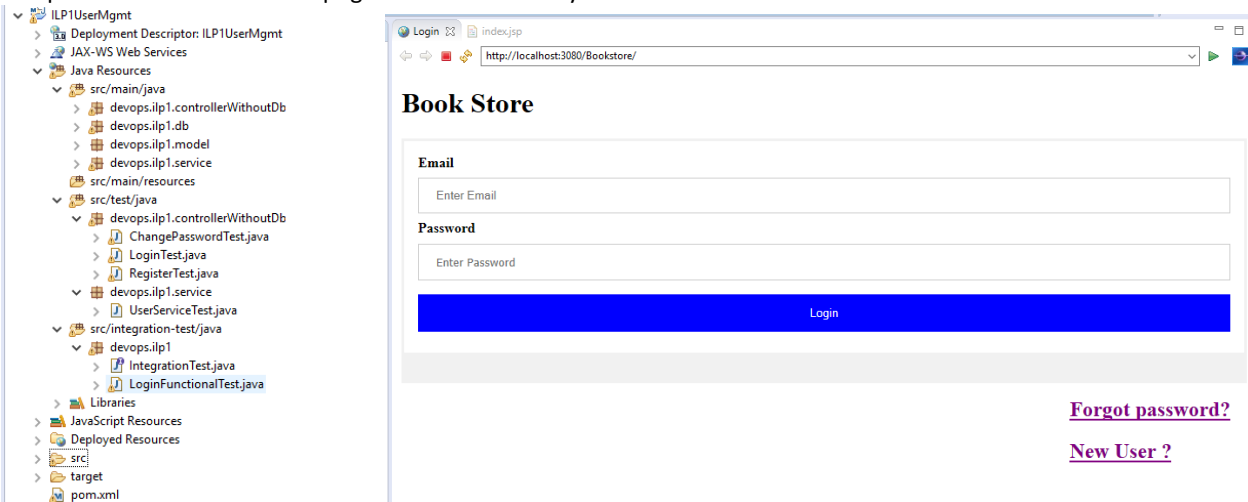 ILP1UserMgmt
Deployment Descriptor: ILP1UserMgmt
JAX-WS Web Services
Java Resources
src/main/java
devops.ilp1.controllerWithoutDb
devops.ilp1.db
devops.ilp1.model
devops.ilp1.service
src/main/resources
src/test/java
devops.ilp1.controllerWithoutDb
ChangePasswordTest.java
LoginTest.java
RegisterTest.java
devops.ilp1.service
UserServiceTest.java
src/integration-test/java
devops.ilp1
IntegrationTest.java
LoginFunctionalTest.java
Libraries
JavaScript Resources
Deployed Resources
src
target
pom.xml
Login index.jsp
http://localhost:3080/Bookstore/
Book Store
Email
Enter Email
Password
Enter Password
Login
Forgot password?
New User ?